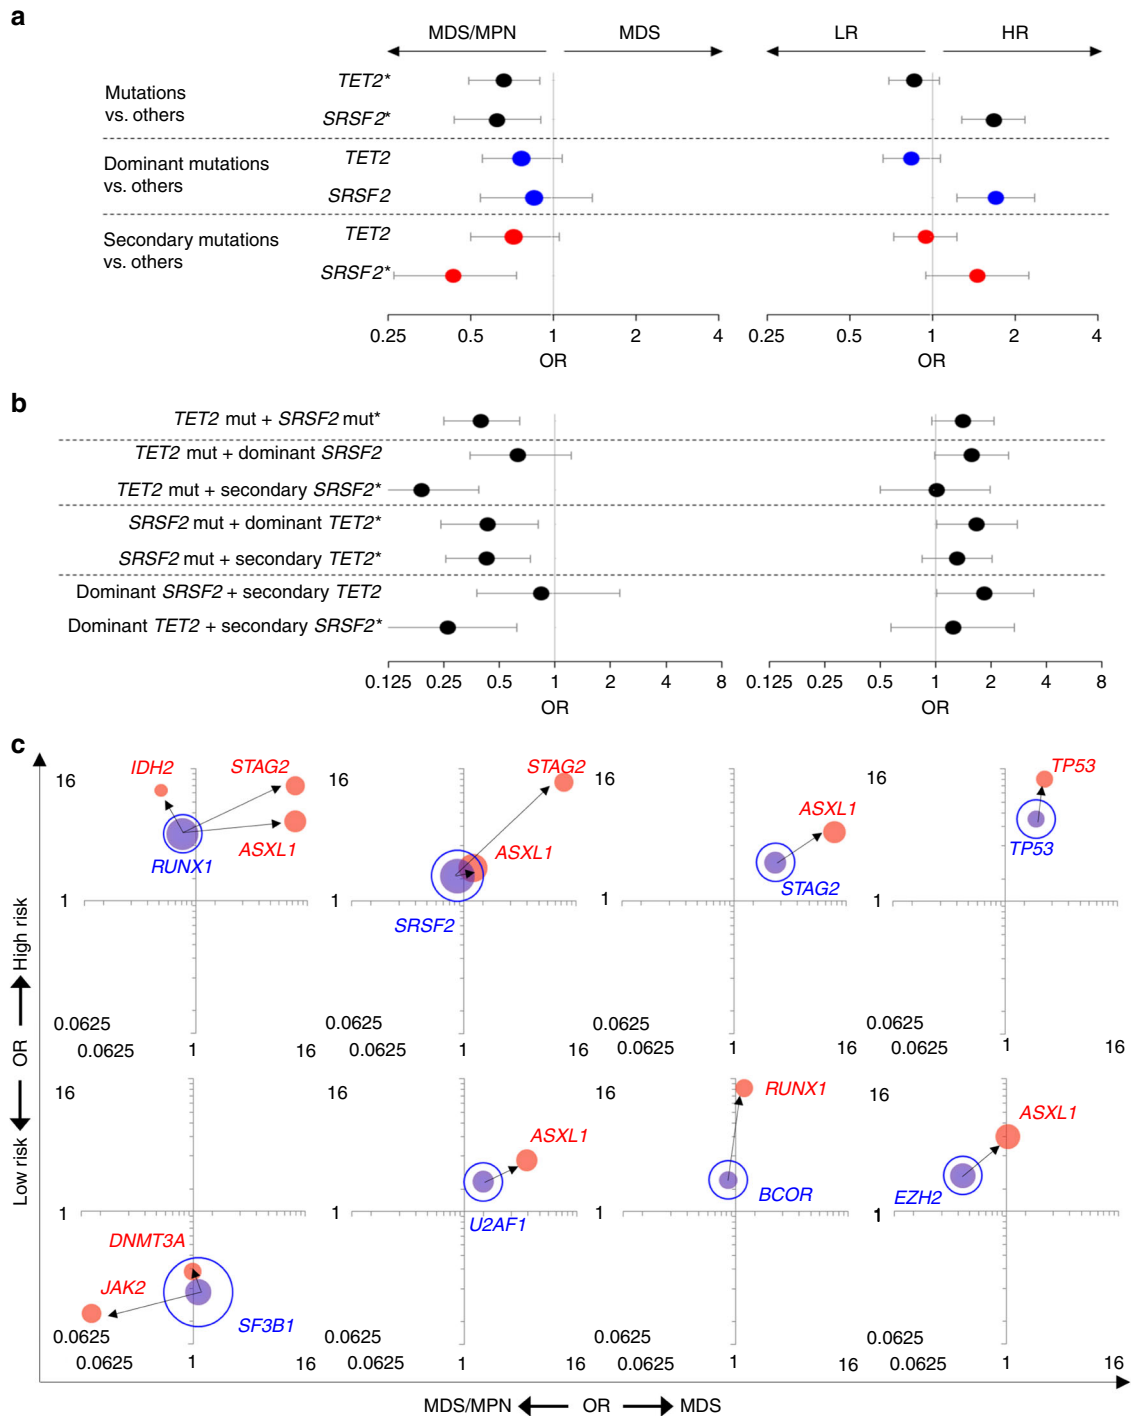 a
MDS/MPN MDS LR HR
Mutations
vs. others
TET2*
SRSF2*
Dominant mutations
vs. others
TET2
SRSF2
Secondary mutations
vs. others
TET2
SRSF2*
0.25 0.5 1 2 4 0.25 0.5 1 2 4
OR OR
b
TET2 mut + SRSF2 mut*
TET2 mut + dominant SRSF2
TET2 mut + secondary SRSF2*
SRSF2 mut + dominant TET2*
SRSF2 mut + secondary TET2*
Dominant SRSF2 + secondary TET2
Dominant TET2 + secondary SRSF2*
0.125 0.25 0.5 1 2 4 8 0.125 0.25 0.5 1 2 4 8
OR OR
c
Low risk OR High risk
16
IDH2
STAG2
ASXL1
RUNX1
1
0.0625
0.0625 1 16
16
STAG2
ASXL1
SRSF2
1
0.0625
0.0625 1 16
16
ASXL1
STAG2
1
0.0625
0.0625 1 16
16
TP53
TP53
1
0.0625
0.0625 1 16
16
1
DNMT3A
JAK2
SF3B1
0.0625
0.0625 1 16
16
ASXL1
U2AF1
1
0.0625
0.0625 1 16
16
RUNX1
BCOR
1
0.0625
0.0625 1 16
16
ASXL1
EZH2
1
0.0625
0.0625 1 16
MDS/MPN OR MDS